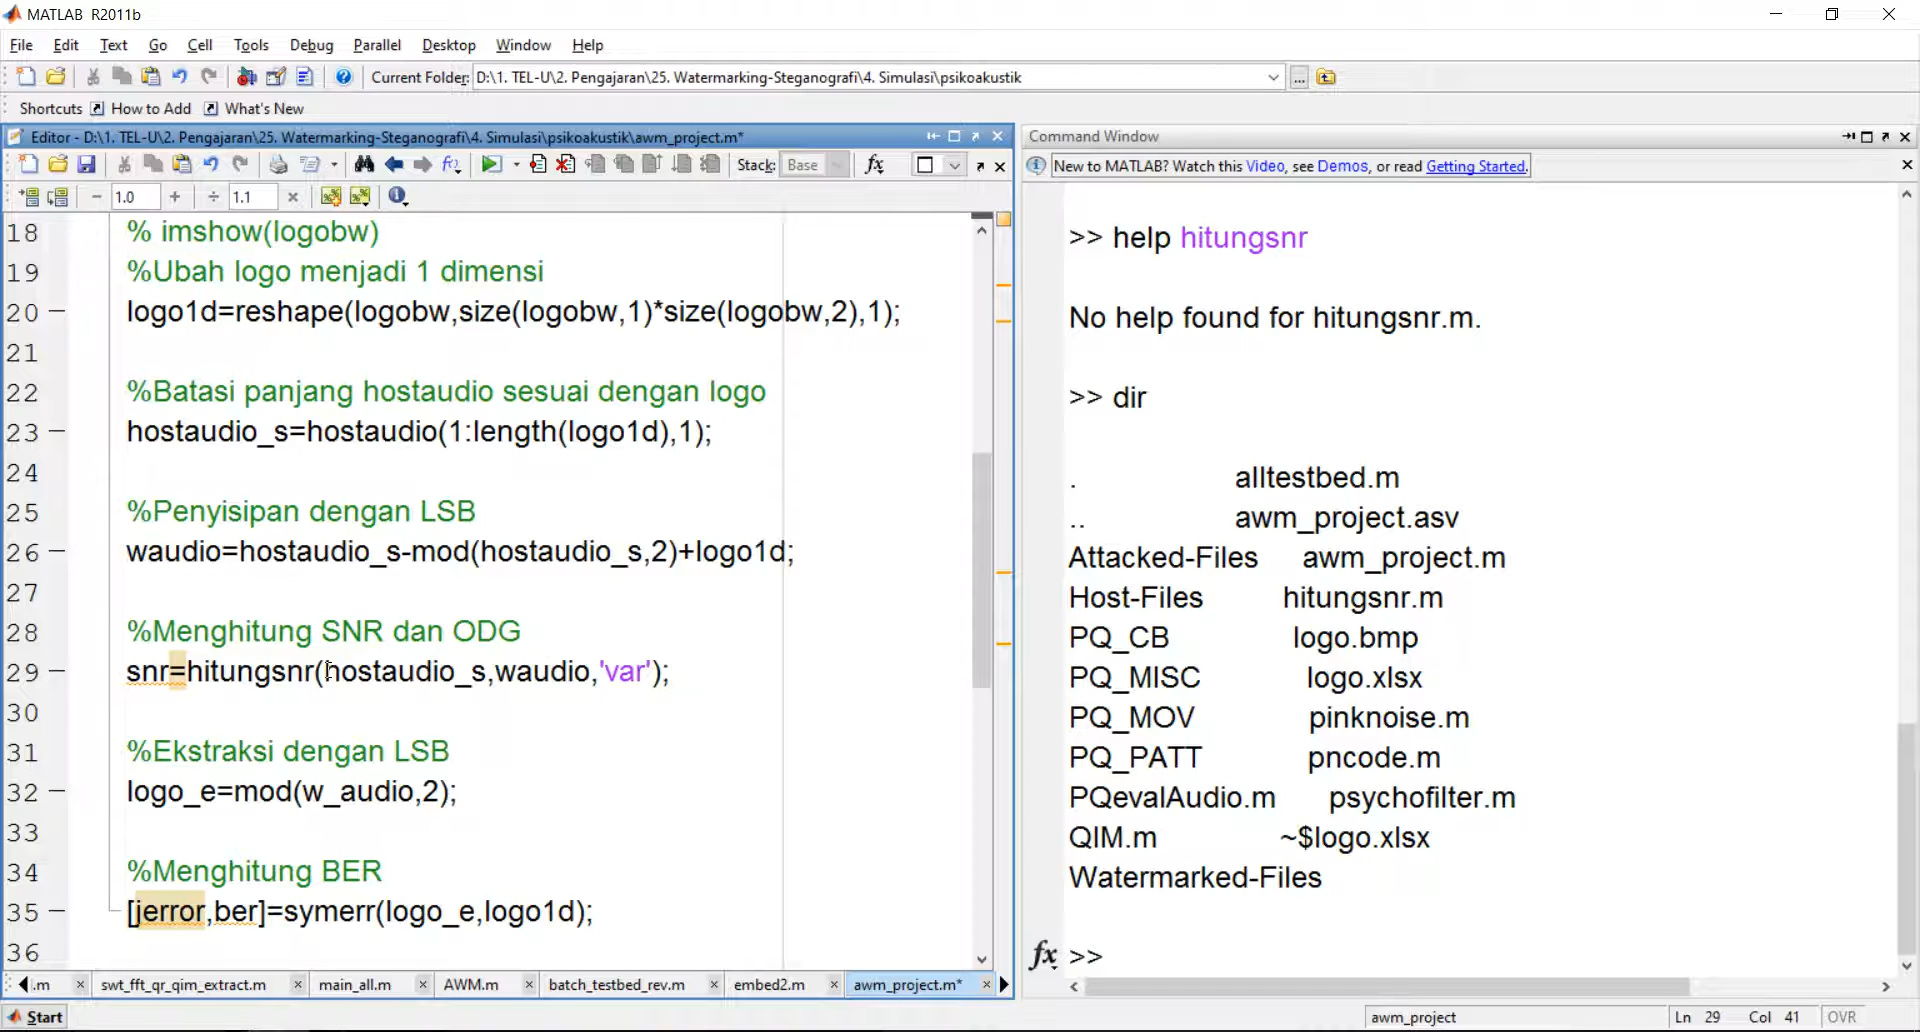 MATLAB R2011b
File Edit Text Go Cell Tools Debug Parallel Desktop Window Help
Current Folder: D:\1. TEL-U\2. Pengajaran\25. Watermarking-Steganografi\4. Simulasi\psikoakustik
Shortcuts How to Add What's New
Editor - D:\1. TEL-U\2. Pengajaran\25. Watermarking-Steganografi\4. Simulasi\psikoakustik\awm_project.m*
Stack: Base fx
1.0 1.1
18 % imshow(logobw)
19 %Ubah logo menjadi 1 dimensi
20 logo1d=reshape(logobw,size(logobw,1)*size(logobw,2),1);
21
22 %Batasi panjang hostaudio sesuai dengan logo
23 hostaudio_s=hostaudio(1:length(logo1d),1);
24
25 %Penyisipan dengan LSB
26 waudio=hostaudio_s-mod(hostaudio_s,2)+logo1d;
27
28 %Menghitung SNR dan ODG
29 snr=hitungsnr(hostaudio_s,waudio,'var');
30
31 %Ekstraksi dengan LSB
32 logo_e=mod(w_audio,2);
33
34 %Menghitung BER
35 [jerror,ber]=symerr(logo_e,logo1d);
36
.m swt_fft_qr_qim_extract.m main_all.m AWM.m batch_testbed_rev.m embed2.m awm_project.m*
Command Window
New to MATLAB? Watch this Video, see Demos, or read Getting Started.
>> help hitungsnr
No help found for hitungsnr.m.
>> dir
. alltestbed.m
.. awm_project.asv
Attacked-Files awm_project.m
Host-Files hitungsnr.m
PQ_CB logo.bmp
PQ_MISC logo.xlsx
PQ_MOV pinknoise.m
PQ_PATT pncode.m
PQevalAudio.m psychofilter.m
QIM.m ~$logo.xlsx
Watermarked-Files
fx >>
Start awm_project Ln 29 Col 41 OVR